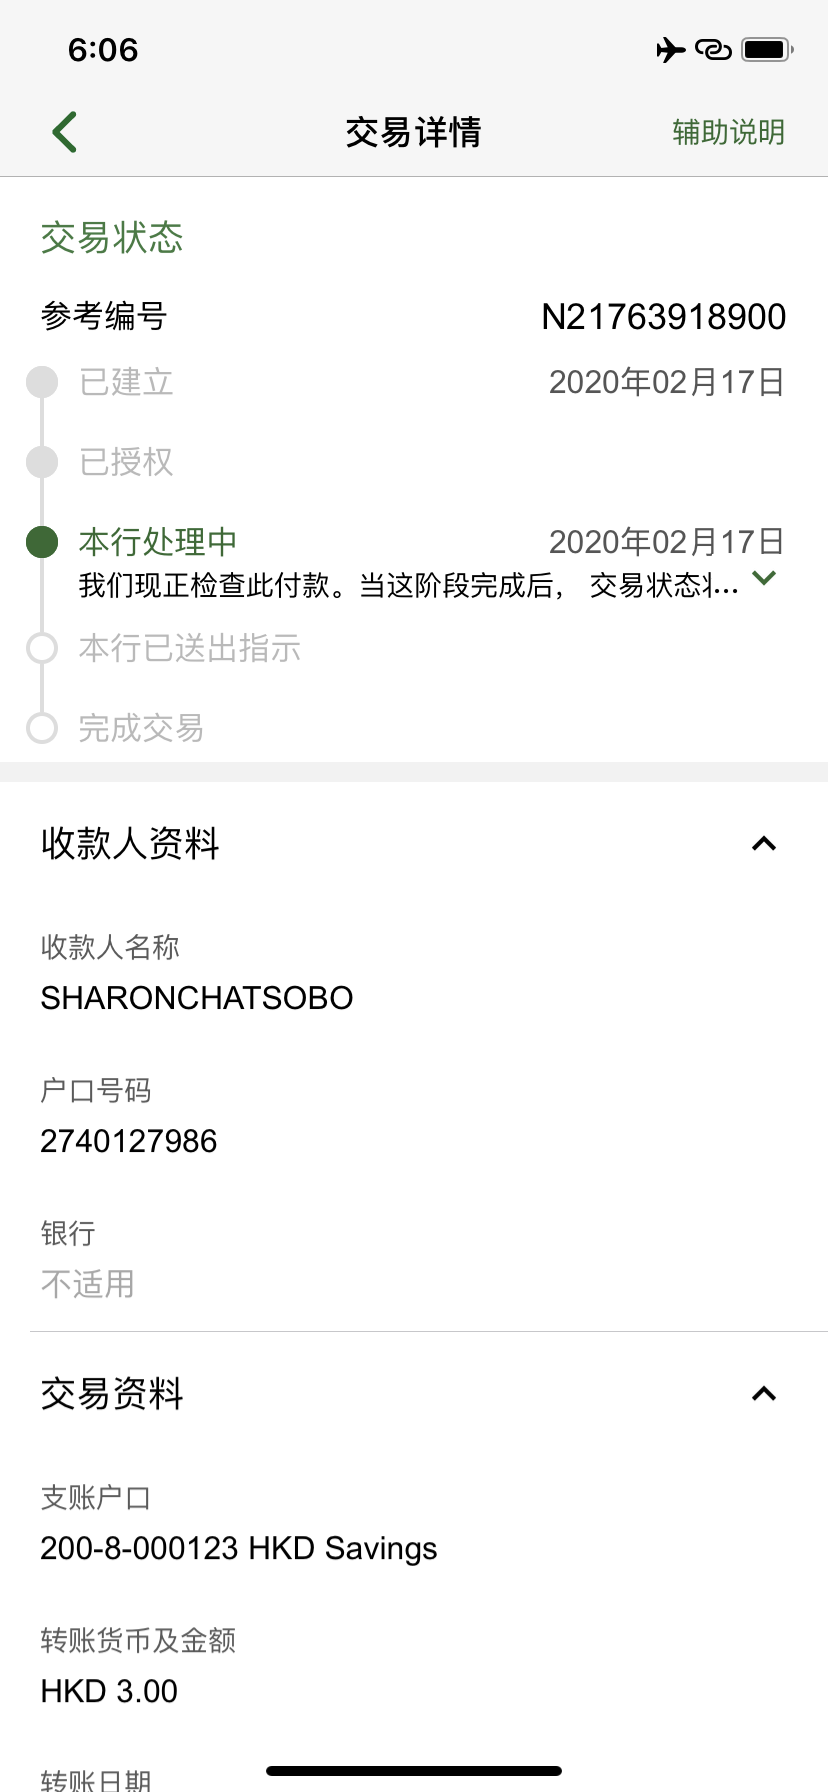 6:06
交易详情
辅助说明
交易状态
参考编号 N21763918900
已建立 2020年02月17日
已授权
本行处理中 2020年02月17日
我们现正检查此付款。当这阶段完成后， 交易状态...
本行已送出指示
完成交易
收款人资料
收款人名称
SHARONCHATSOBO
户口号码
2740127986
银行
不适用
交易资料
支账户口
200-8-000123 HKD Savings
转账货币及金额
HKD 3.00
转账日期